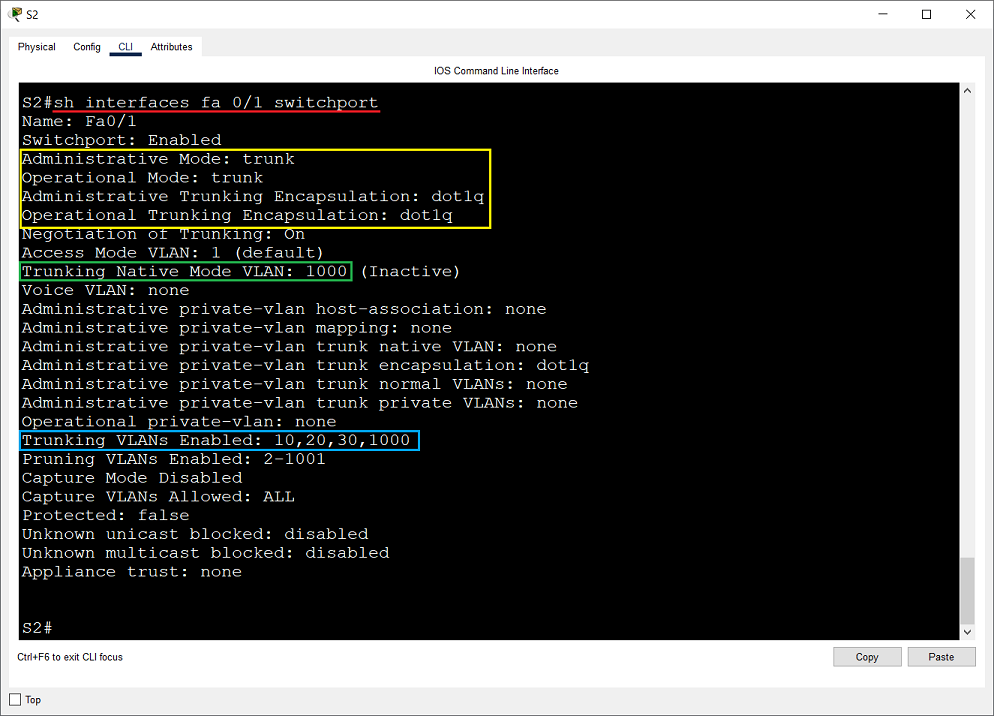 S2
Physical Config CLI Attributes
IOS Command Line Interface
S2#sh interfaces fa 0/1 switchport
Name: Fa0/1
Switchport: Enabled
Administrative Mode: trunk
Operational Mode: trunk
Administrative Trunking Encapsulation: dot1q
Operational Trunking Encapsulation: dot1q
Negotiation of Trunking: On
Access Mode VLAN: 1 (default)
Trunking Native Mode VLAN: 1000 (Inactive)
Voice VLAN: none
Administrative private-vlan host-association: none
Administrative private-vlan mapping: none
Administrative private-vlan trunk native VLAN: none
Administrative private-vlan trunk encapsulation: dot1q
Administrative private-vlan trunk normal VLANs: none
Administrative private-vlan trunk private VLANs: none
Operational private-vlan: none
Trunking VLANs Enabled: 10,20,30,1000
Pruning VLANs Enabled: 2-1001
Capture Mode Disabled
Capture VLANs Allowed: ALL
Protected: false
Unknown unicast blocked: disabled
Unknown multicast blocked: disabled
Appliance trust: none
S2#
Ctrl+F6 to exit CLI focus
Copy Paste
Top